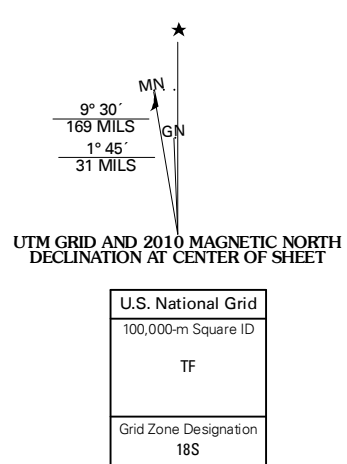 ★
MN
9° 30´
169 MILS
GN
1° 45´
31 MILS
UTM GRID AND 2010 MAGNETIC NORTH
DECLINATION AT CENTER OF SHEET
U.S. National Grid
100,000-m Square ID
TF
Grid Zone Designation
18S